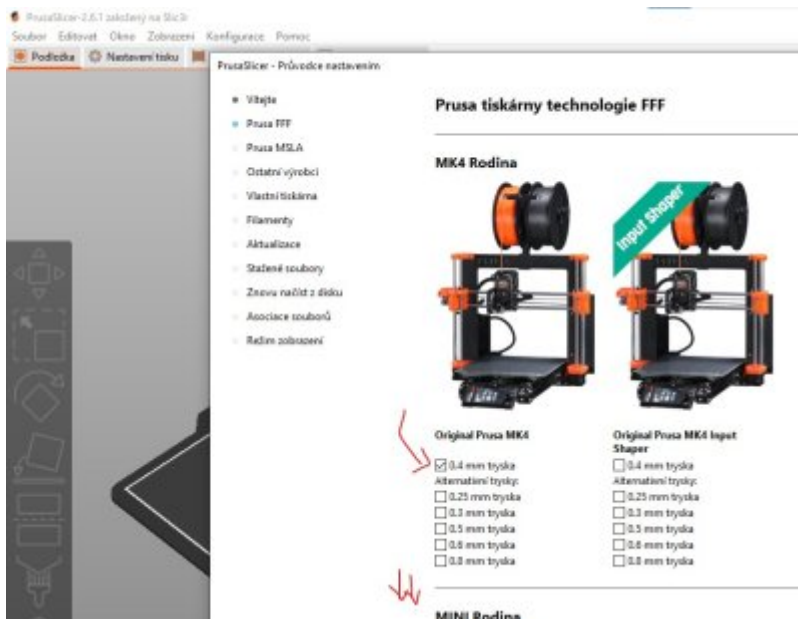 PrusaSlicer-2.6.1 založený na Slic3r
Soubor Editovat Okno Zobrazení Konfigurace Pomoc
Podložka Nastavení tisku
PrusaSlicer - Průvodce nastavením
Vítejte
Prusa FFF
Prusa MSLA
Ostatní výrobci
Vlastní tiskárna
Filamenty
Aktualizace
Stažené soubory
Znovu načíst z disku
Asociace souborů
Režim zobrazení
Prusa tiskárny technologie FFF
MK4 Rodina
Input Shaper
Original Prusa MK4
0.4 mm tryska
Alternativní trysky:
0.25 mm tryska
0.3 mm tryska
0.5 mm tryska
0.6 mm tryska
0.8 mm tryska
Original Prusa MK4 Input
Shaper
0.4 mm tryska
Alternativní trysky:
0.25 mm tryska
0.3 mm tryska
0.5 mm tryska
0.6 mm tryska
0.8 mm tryska
MINI Rodina